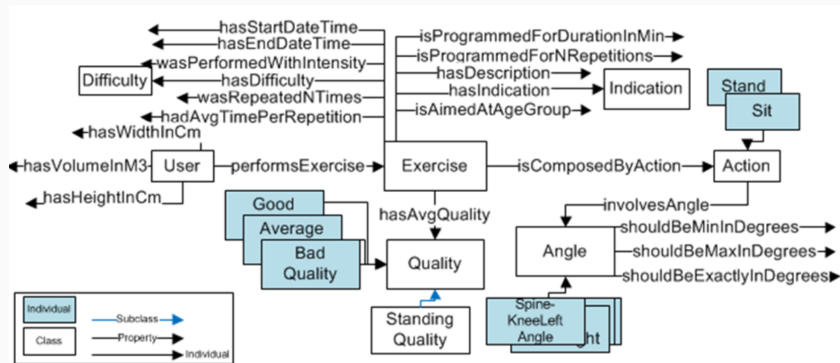 hasStartDateTime
hasEndDateTime
wasPerformedWithIntensity
Difficulty
hasDifficulty
wasRepeatedNTimes
hadAvgTimePerRepetition
isProgrammedForDurationInMin
isProgrammedForNRepetitions
hasDescription
hasIndication
Indication
isAimedAtAgeGroup
Stand
Sit
hasWidthInCm
hasVolumeInM3
User
performsExercise
Exercise
isComposedByAction
Action
hasHeightInCm
Good
Average
Bad
Quality
hasAvgQuality
Quality
Standing
Quality
involvesAngle
Angle
shouldBeMinInDegrees
shouldBeMaxInDegrees
shouldBeExactlyInDegrees
Spine-
KneeLeft
Angle
Individual
Class
Subclass
Property
Individual